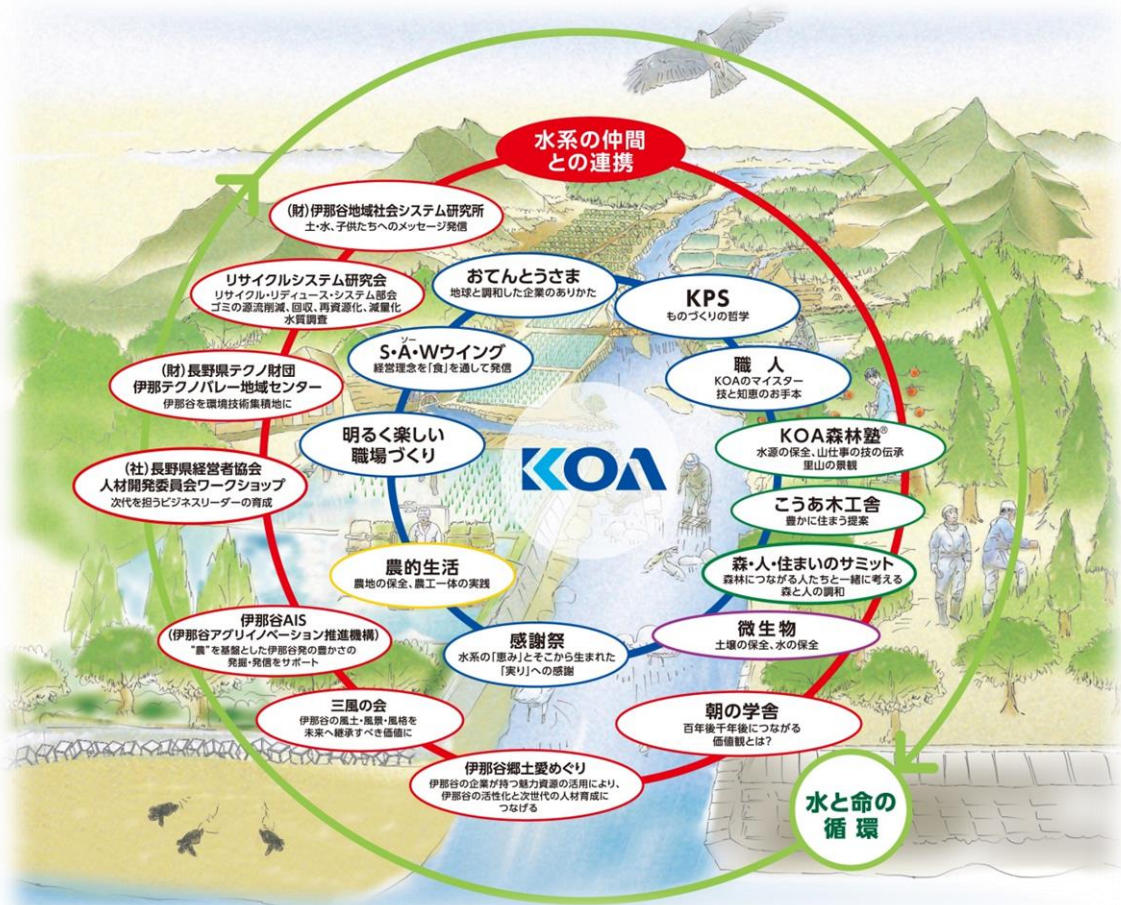 水系の仲間
との連携
(財)伊那谷地域社会システム研究所
土・水、子供たちへのメッセージ発信
リサイクルシステム研究会
リサイクル・リデュース・システム部会
ゴミの源流削減、回収、再資源化、減量化
水質調査
おてんとうさま
地球と調和した企業のありかた
KPS
ものづくりの哲学
ソー
S・A・Wウイング
経営理念を「食」を通して発信
職 人
KOAのマイスター
技と知恵のお手本
(財)長野県テクノ財団
伊那テクノバレー地域センター
伊那谷を環境技術集積地に
明るく楽しい
職場づくり
KOA
KOA森林塾®
水源の保全、山仕事の技の伝承
里山の景観
(社)長野県経営者協会
人材開発委員会ワークショップ
次代を担うビジネスリーダーの育成
こうあ木工舎
豊かに住まう提案
農的生活
農地の保全、農工一体の実践
森・人・住まいのサミット
森林につながる人たちと一緒に考える
森と人の調和
伊那谷AIS
(伊那谷アグリイノベーション推進機構)
"農"を基盤とした伊那谷発の豊かさの
発掘・発信をサポート
感謝祭
水系の「恵み」とそこから生まれた
「実り」への感謝
微生物
土壌の保全、水の保全
三風の会
伊那谷の風土・風景・風格を
未来へ継承すべき価値に
朝の学舎
百年後千年後につながる
価値観とは?
伊那谷郷土愛めぐり
伊那谷の企業が持つ魅力資源の活用により、
伊那谷の活性化と次世代の人材育成に
つなげる
水と命の
循 環